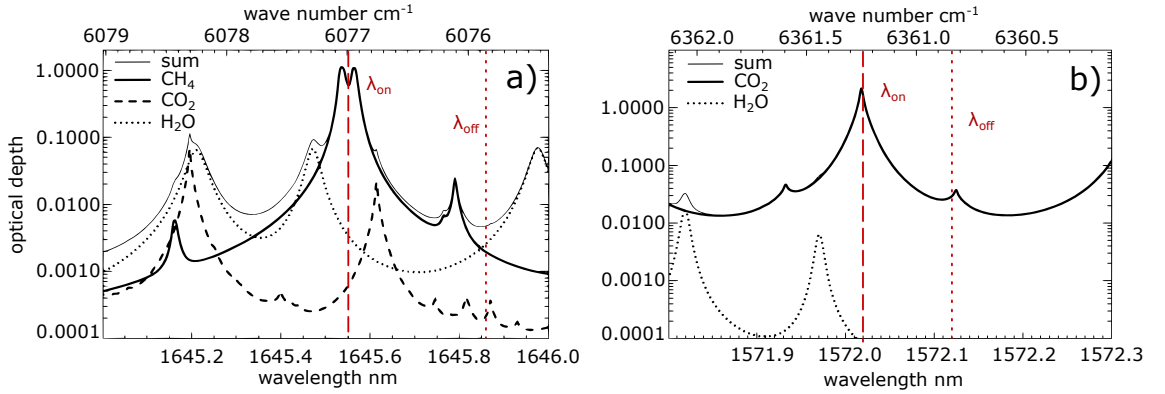 wave number cm-1
6079 6078 6077 6076
sum
CH4
CO2
H2O
a)
λon
λoff
1.0000
0.1000
0.0100
0.0010
0.0001
optical depth
1645.2 1645.4 1645.6 1645.8 1646.0
wavelength nm
wave number cm-1
6362.0 6361.5 6361.0 6360.5
sum
CO2
H2O
b)
λon
λoff
1.0000
0.1000
0.0100
0.0010
0.0001
1571.9 1572.0 1572.1 1572.2 1572.3
wavelength nm